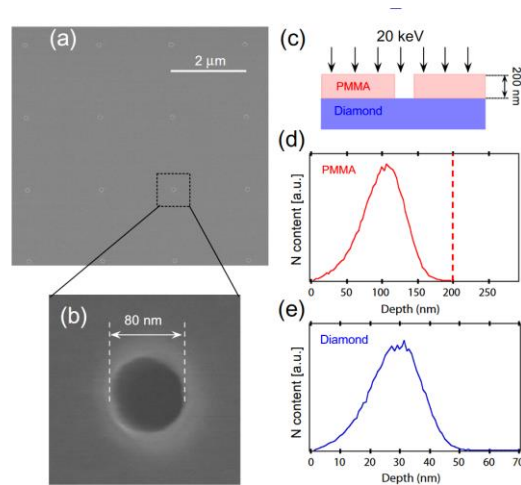 (a)
2 μm
(b)
80 nm
(c)
20 keV
PMMA
Diamond
200 nm
(d)
PMMA
N content [a.u.]
0 50 100 150 200
Depth (nm)
(e)
Diamond
N content [a.u.]
0 10 20 30 40 50 60 70
Depth (nm)